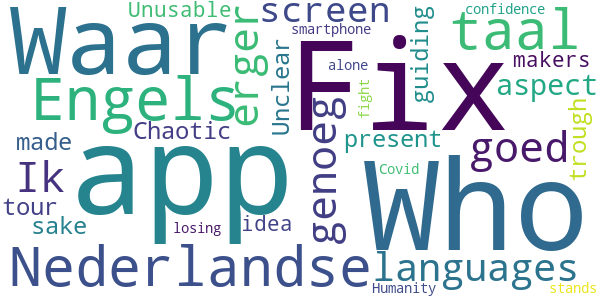 Waar
Unusable
erger
screen
confidence
smartphone
Fix
guiding
taal
Engels
Unclear
alone
makers
fight
aspect
genoeg
made
Chaotic
app
present
goed
trough
Ik
Who
Covid
tour
sake
losing
idea
Nederlandse
languages
Humanity
stands